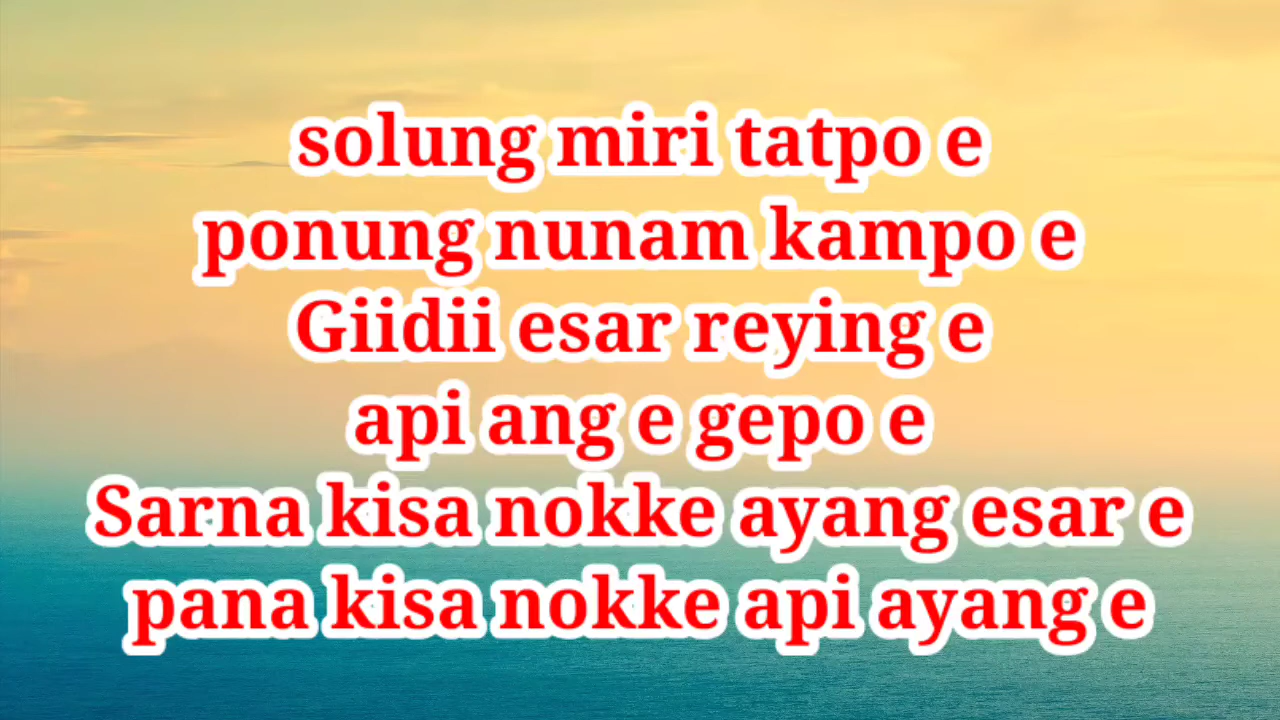 solung miri tatpo e
ponung nunam kampo e
Giidii esar reying e
api ang e gepo e
Sarna kisa nokke ayang esar e
pana kisa nokke api ayang e